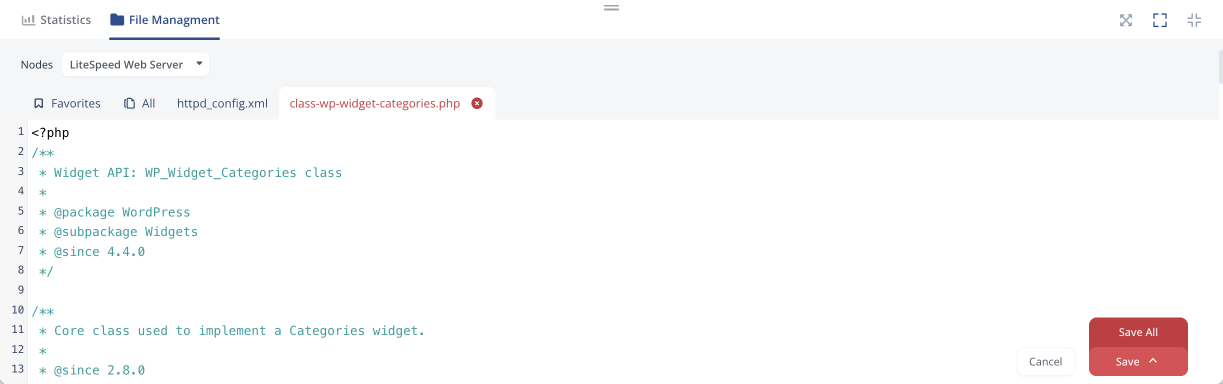 Statistics File Managment
Nodes LiteSpeed Web Server
Favorites All httpd_config.xml class-wp-widget-categories.php
1 <?php
2 /**
3  * Widget API: WP_Widget_Categories class
4  *
5  * @package WordPress
6  * @subpackage Widgets
7  * @since 4.4.0
8  */
9
10 /**
11  * Core class used to implement a Categories widget.
12  *
13  * @since 2.8.0
Save All
Cancel Save